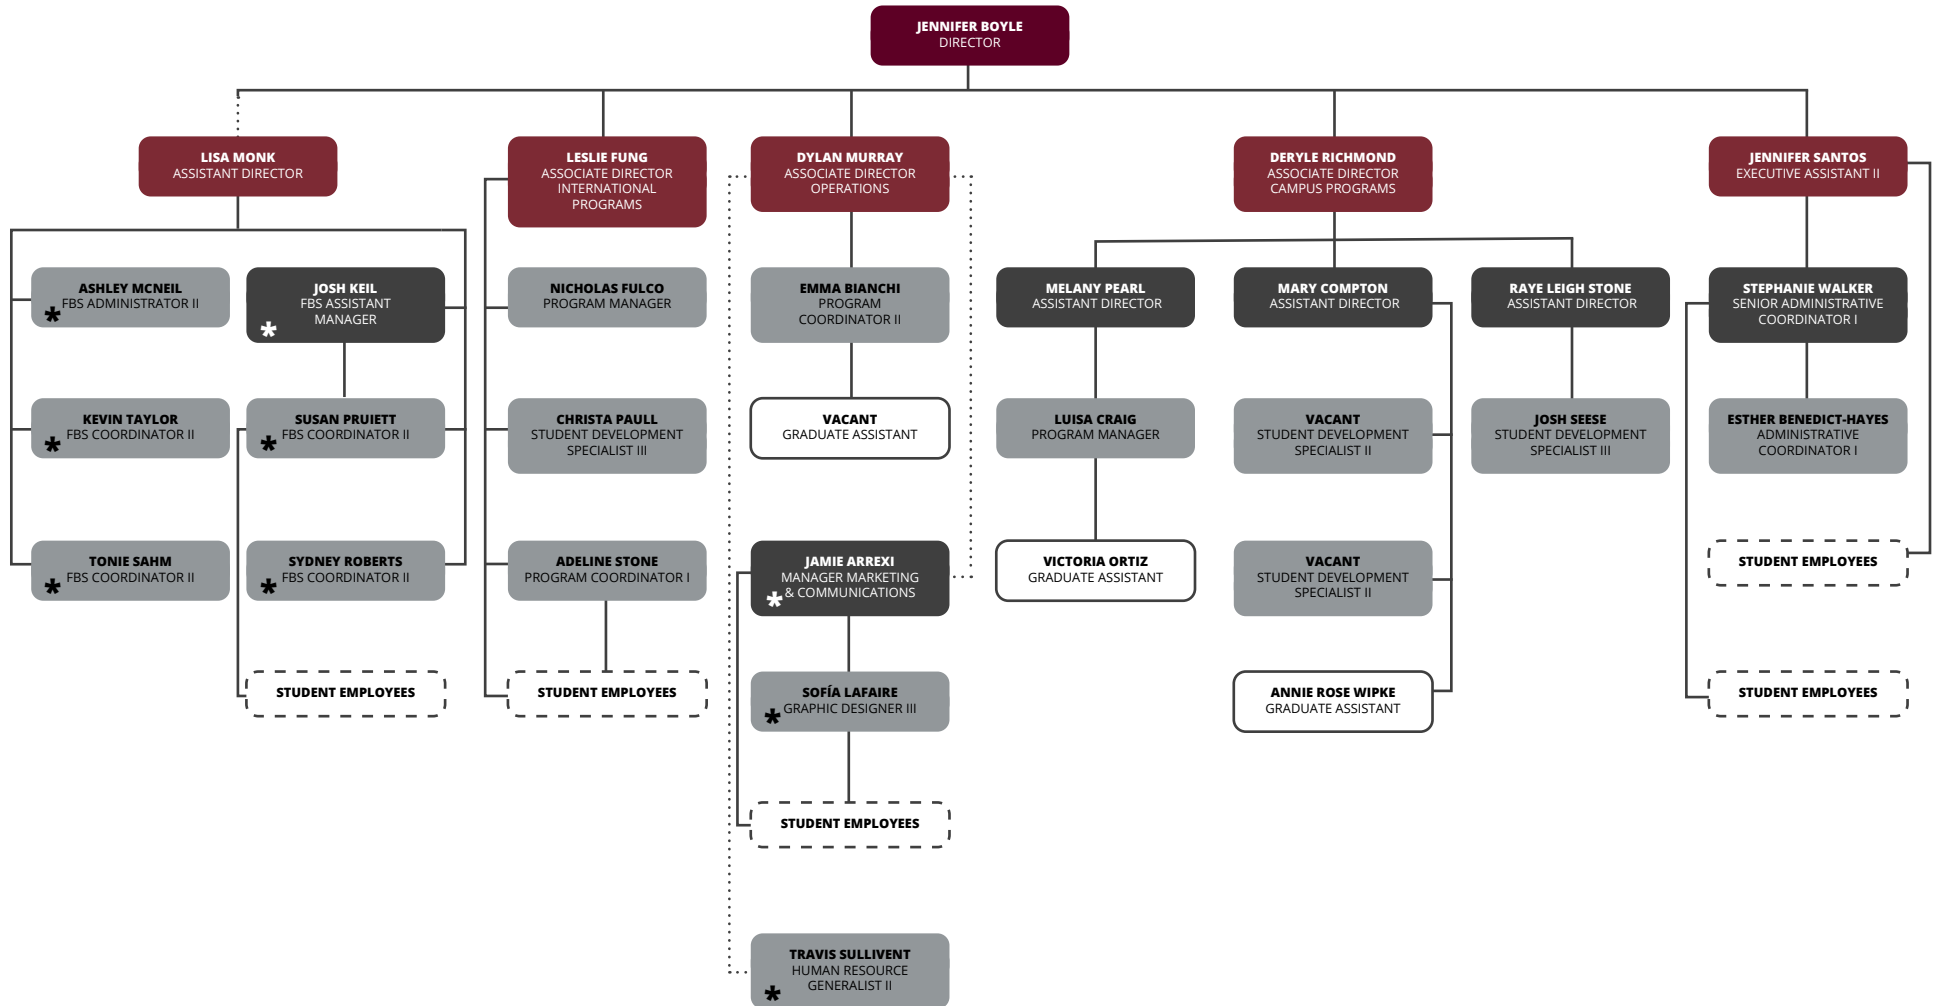 JENNIFER BOYLE
DIRECTOR
LISA MONK
ASSISTANT DIRECTOR
LESLIE FUNG
ASSOCIATE DIRECTOR
INTERNATIONAL
PROGRAMS
DYLAN MURRAY
ASSOCIATE DIRECTOR
OPERATIONS
DERYLE RICHMOND
ASSOCIATE DIRECTOR
CAMPUS PROGRAMS
JENNIFER SANTOS
EXECUTIVE ASSISTANT II
ASHLEY MCNEIL
FBS ADMINISTRATOR II
*
JOSH KEIL
FBS ASSISTANT
MANAGER
*
NICHOLAS FULCO
PROGRAM MANAGER
EMMA BIANCHI
PROGRAM
COORDINATOR II
MELANY PEARL
ASSISTANT DIRECTOR
MARY COMPTON
ASSISTANT DIRECTOR
RAYE LEIGH STONE
ASSISTANT DIRECTOR
STEPHANIE WALKER
SENIOR ADMINISTRATIVE
COORDINATOR I
KEVIN TAYLOR
* FBS COORDINATOR II
SUSAN PRUIETT
* FBS COORDINATOR II
CHRISTA PAULL
STUDENT DEVELOPMENT
SPECIALIST III
VACANT
GRADUATE ASSISTANT
LUISA CRAIG
PROGRAM MANAGER
VACANT
STUDENT DEVELOPMENT
SPECIALIST II
JOSH SEESE
STUDENT DEVELOPMENT
SPECIALIST III
ESTHER BENEDICT-HAYES
ADMINISTRATIVE
COORDINATOR I
TONIE SAHM
* FBS COORDINATOR II
SYDNEY ROBERTS
* FBS COORDINATOR II
ADELINE STONE
PROGRAM COORDINATOR I
JAMIE ARREXI
MANAGER MARKETING
* & COMMUNICATIONS
VICTORIA ORTIZ
GRADUATE ASSISTANT
VACANT
STUDENT DEVELOPMENT
SPECIALIST II
STUDENT EMPLOYEES
STUDENT EMPLOYEES
STUDENT EMPLOYEES
SOFÍA LAFAIRE
* GRAPHIC DESIGNER III
ANNIE ROSE WIPKE
GRADUATE ASSISTANT
STUDENT EMPLOYEES
STUDENT EMPLOYEES
TRAVIS SULLIVENT
HUMAN RESOURCE
* GENERALIST II